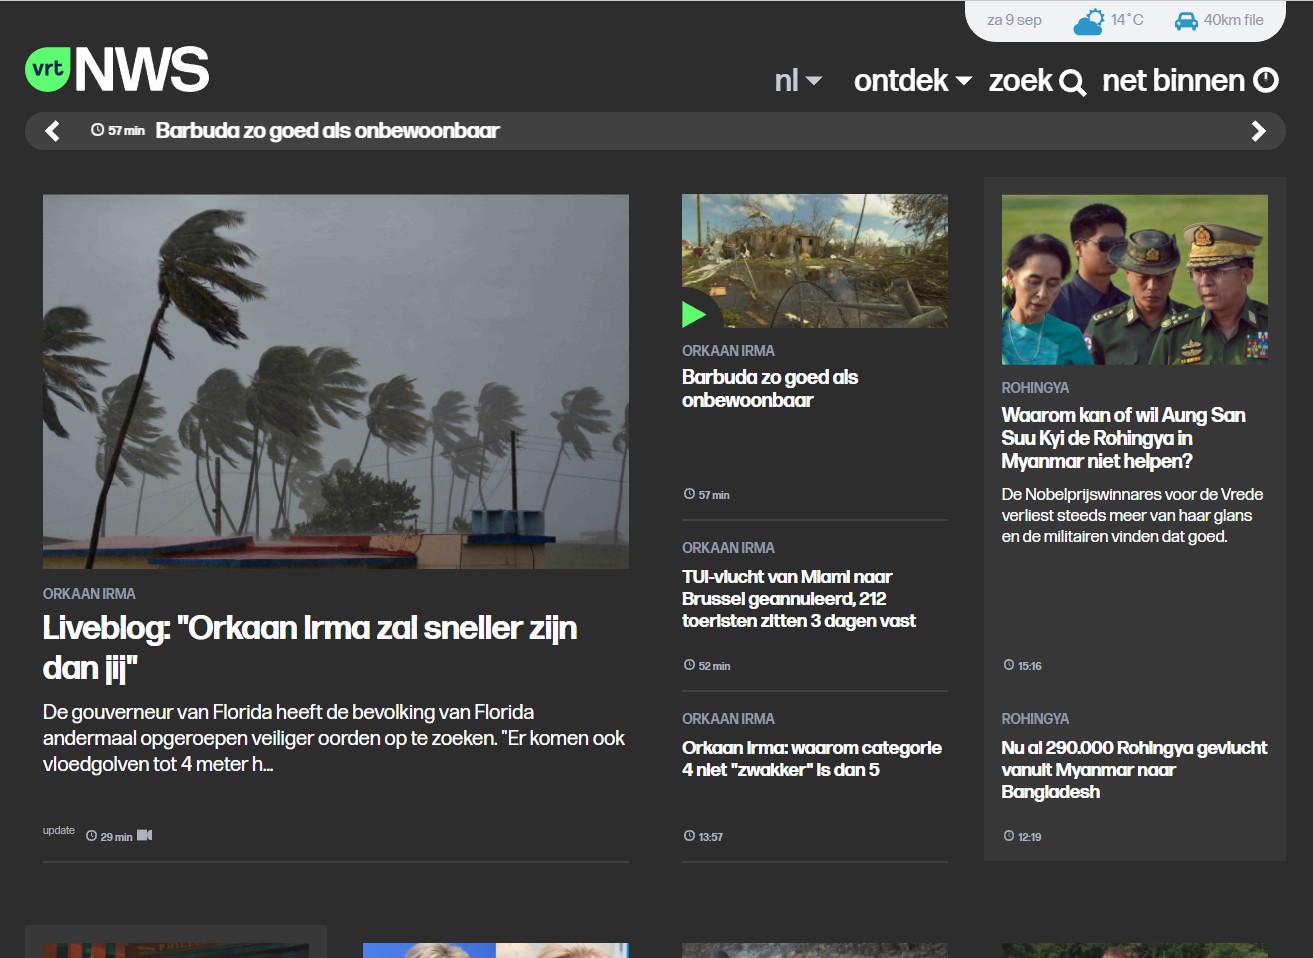 za 9 sep 14°C 40km file
vrt NWS
nl ontdek zoek net binnen
57 min Barbuda zo goed als onbewoonbaar
ORKAAN IRMA
Liveblog: "Orkaan Irma zal sneller zijn
dan jij"
De gouverneur van Florida heeft de bevolking van Florida
andermaal opgeroepen veiliger oorden op te zoeken. "Er komen ook
vloedgolven tot 4 meter h...
update 29 min
ORKAAN IRMA
Barbuda zo goed als
onbewoonbaar
57 min
ORKAAN IRMA
TUI-vlucht van Miami naar
Brussel geannuleerd, 212
toeristen zitten 3 dagen vast
52 min
ORKAAN IRMA
Orkaan Irma: waarom categorie
4 niet "zwakker" is dan 5
13:57
ROHINGYA
Waarom kan of wil Aung San
Suu Kyi de Rohingya in
Myanmar niet helpen?
De Nobelprijswinnares voor de Vrede
verliest steeds meer van haar glans
en de militairen vinden dat goed.
15:16
ROHINGYA
Nu al 290.000 Rohingya gevlucht
vanuit Myanmar naar
Bangladesh
12:19